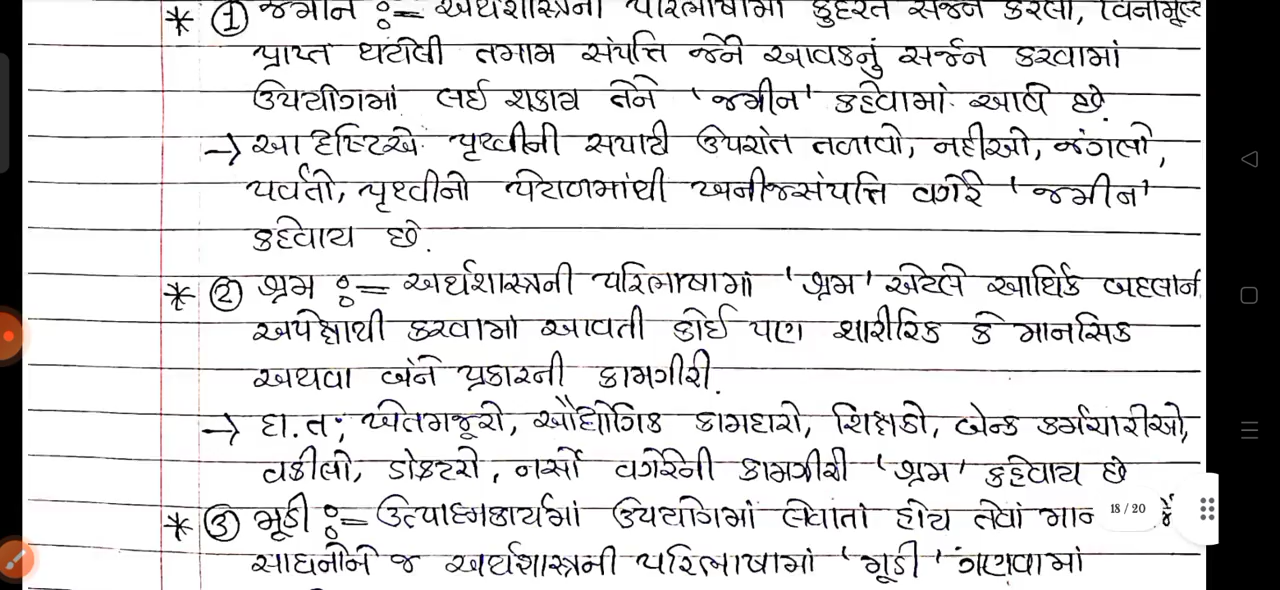 * ① જમીન :- અર્થશાસ્ત્રની પરિભાષામાં કુદરત સર્જન કરેલી, વિનામૂલ્ય
પ્રાપ્ત થયેલી તમામ સંપત્તિ જેને આવકનું સર્જન કરવામાં
ઉપયોગમાં લઈ શકાય તેને 'જમીન' કહેવામાં આવે છે.
→ આ દૃષ્ટિએ પૃથ્વીની સપાટી ઉપરાંત તળાવો, નદીઓ, જંગલો,
પર્વતો, પૃથ્વીનો પેટાળમાંથી ખનીજસંપત્તિ વગેરે 'જમીન'
કહેવાય છે.
* ② શ્રમ :- અર્થશાસ્ત્રની પરિભાષામાં 'શ્રમ' એટલે આર્થિક બદલાની
અપેક્ષાથી કરવામાં આવતી કોઈ પણ શારીરિક કે માનસિક
અથવા બંને પ્રકારની કામગીરી.
→ દા.ત; ખેતમજૂરો, ઔદ્યોગિક કામદારો, શિક્ષકો, બેન્ક કર્મચારીઓ,
વકીલો, ડોક્ટરો, નર્સો વગેરેની કામગીરી 'શ્રમ' કહેવાય છે
* ③ મૂડી :- ઉત્પાદનકાર્યમાં ઉપયોગમાં લેવાતાં હોય તેવાં માન 18 / 20
સાધનોને જ અર્થશાસ્ત્રની પરિભાષામાં 'મૂડી' ગણવામાં